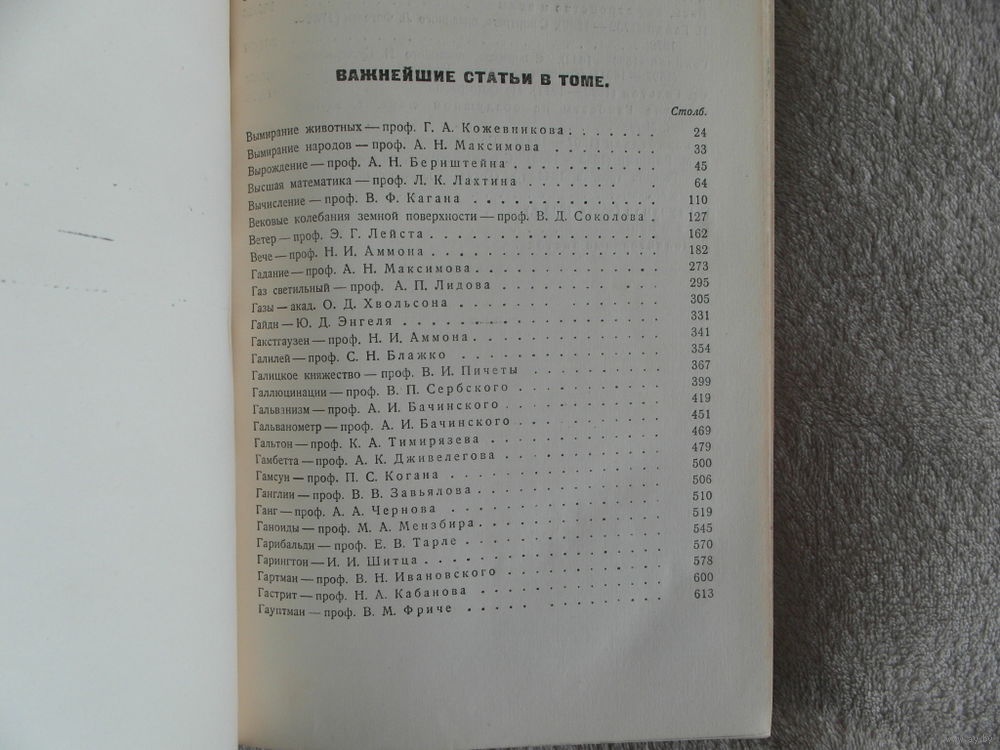 ВАЖНЕЙШИЕ СТАТЬИ В ТОМЕ.
Столб.
Вымирание животных — проф. Г. А. Кожевникова . . . . . . 24
Вымирание народов — проф. А. Н. Максимова . . . . . . 33
Вырождение — проф. А. Н. Бернштейна . . . . . . . . 45
Высшая математика — проф. Л. К. Лахтина . . . . . . . 64
Вычисление — проф. В. Ф. Кагана . . . . . . . . . . 110
Вековые колебания земной поверхности — проф. В. Д. Соколова . 127
Ветер — проф. Э. Г. Лейста . . . . . . . . . . . . 162
Вече — проф. Н. И. Аммона . . . . . . . . . . . . 182
Гадание — проф. А. Н. Максимова . . . . . . . . . . 273
Газ светильный — проф. А. П. Лидова . . . . . . . . 295
Газы — акад. О. Д. Хвольсона . . . . . . . . . . . 305
Гайдн — Ю. Д. Энгеля . . . . . . . . . . . . . . 331
Гакстгаузен — проф. Н. И. Аммона . . . . . . . . . . 341
Галилей — проф. С. Н. Блажко . . . . . . . . . . . 354
Галицкое княжество — проф. В. И. Пичеты . . . . . . . 367
Галлюцинации — проф. В. П. Сербского . . . . . . . . 399
Гальванизм — проф. А. И. Бачинского . . . . . . . . . 419
Гальванометр — проф. А. И. Бачинского . . . . . . . . 451
Гальтон — проф. К. А. Тимирязева . . . . . . . . . . 469
Гамбетта — проф. А. К. Дживелегова . . . . . . . . . 479
Гамсун — проф. П. С. Когана . . . . . . . . . . . 500
Ганглии — проф. В. В. Завьялова . . . . . . . . . . 506
Ганг — проф. А. А. Чернова . . . . . . . . . . . . 510
Ганоиды — проф. М. А. Мензбира . . . . . . . . . . 519
Гарибальди — проф. Е. В. Тарле . . . . . . . . . . . 545
Гарингтон — И. И. Шитца . . . . . . . . . . . . . 570
Гартман — проф. В. Н. Ивановского . . . . . . . . . 578
Гастрит — проф. Н. А. Кабанова . . . . . . . . . . 600
Гауптман — проф. В. М. Фриче . . . . . . . . . . . 613